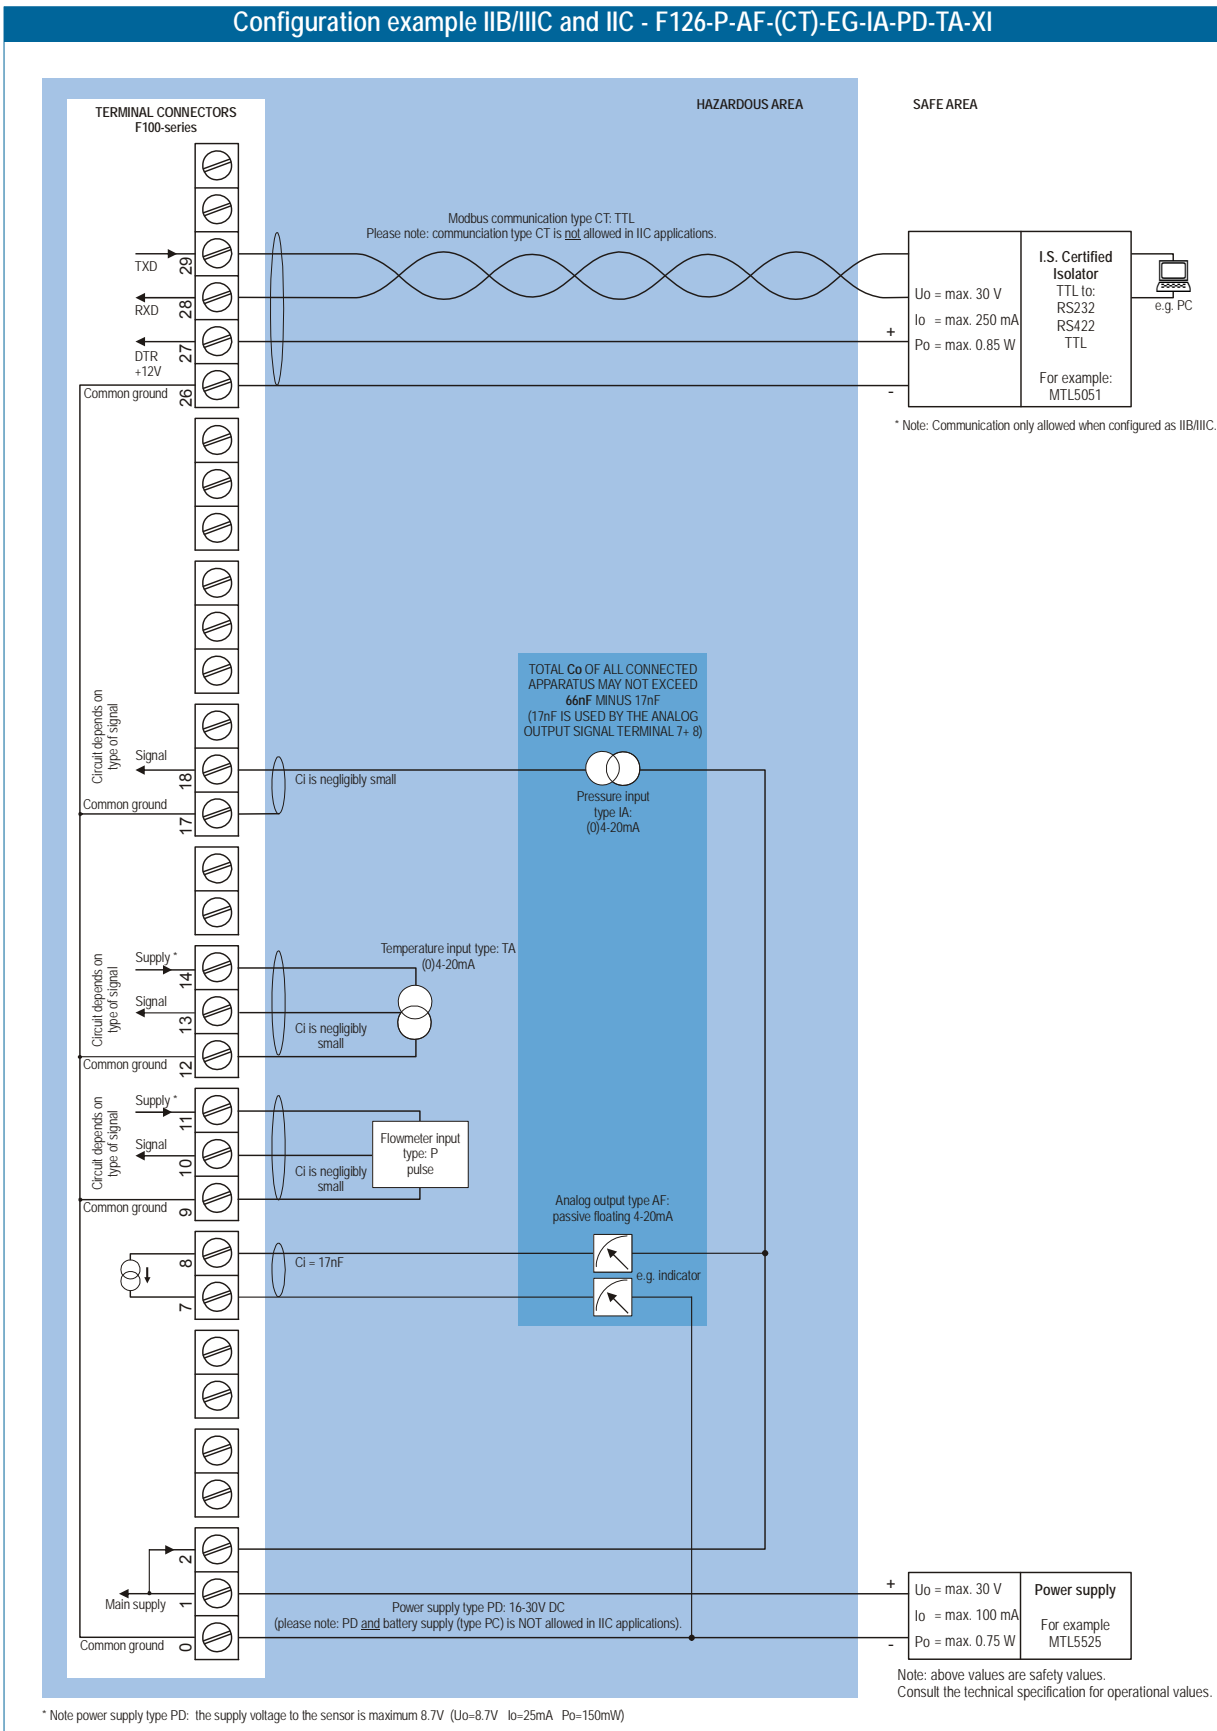 Configuration example IIB/IIIC and IIC - F126-P-AF-(CT)-EG-IA-PD-TA-XI
TERMINAL CONNECTORS
F100-series
HAZARDOUS AREA
SAFE AREA
Modbus communication type CT: TTL
Please note: communciation type CT is not allowed in IIC applications.
TXD
29
RXD
28
DTR
+12V
27
Common ground
26
+
-
Uo = max. 30 V
Io = max. 250 mA
Po = max. 0.85 W
I.S. Certified
Isolator
TTL to:
RS232
RS422
TTL
For example:
MTL5051
e.g. PC
* Note: Communication only allowed when configured as IIB/IIIC.
TOTAL Co OF ALL CONNECTED
APPARATUS MAY NOT EXCEED
66nF MINUS 17nF
(17nF IS USED BY THE ANALOG
OUTPUT SIGNAL TERMINAL 7+ 8)
Circuit depends on
type of signal
Signal
18
Common ground
17
Ci is negligibly small
Pressure input
type IA:
(0)4-20mA
Circuit depends on
type of signal
Supply *
14
Signal
13
Common ground
12
Temperature input type: TA
(0)4-20mA
Ci is negligibly
small
Circuit depends on
type of signal
Supply *
11
Signal
10
Common ground
9
Flowmeter input
type: P
pulse
Ci is negligibly
small
Analog output type AF:
passive floating 4-20mA
8
Ci = 17nF
e.g. indicator
7
2
Main supply
1
Common ground
0
Power supply type PD: 16-30V DC
(please note: PD and battery supply (type PC) is NOT allowed in IIC applications).
+
-
Uo = max. 30 V
Io = max. 100 mA
Po = max. 0.75 W
Power supply
For example
MTL5525
Note: above values are safety values.
Consult the technical specification for operational values.
* Note power supply type PD: the supply voltage to the sensor is maximum 8.7V (Uo=8.7V Io=25mA Po=150mW)